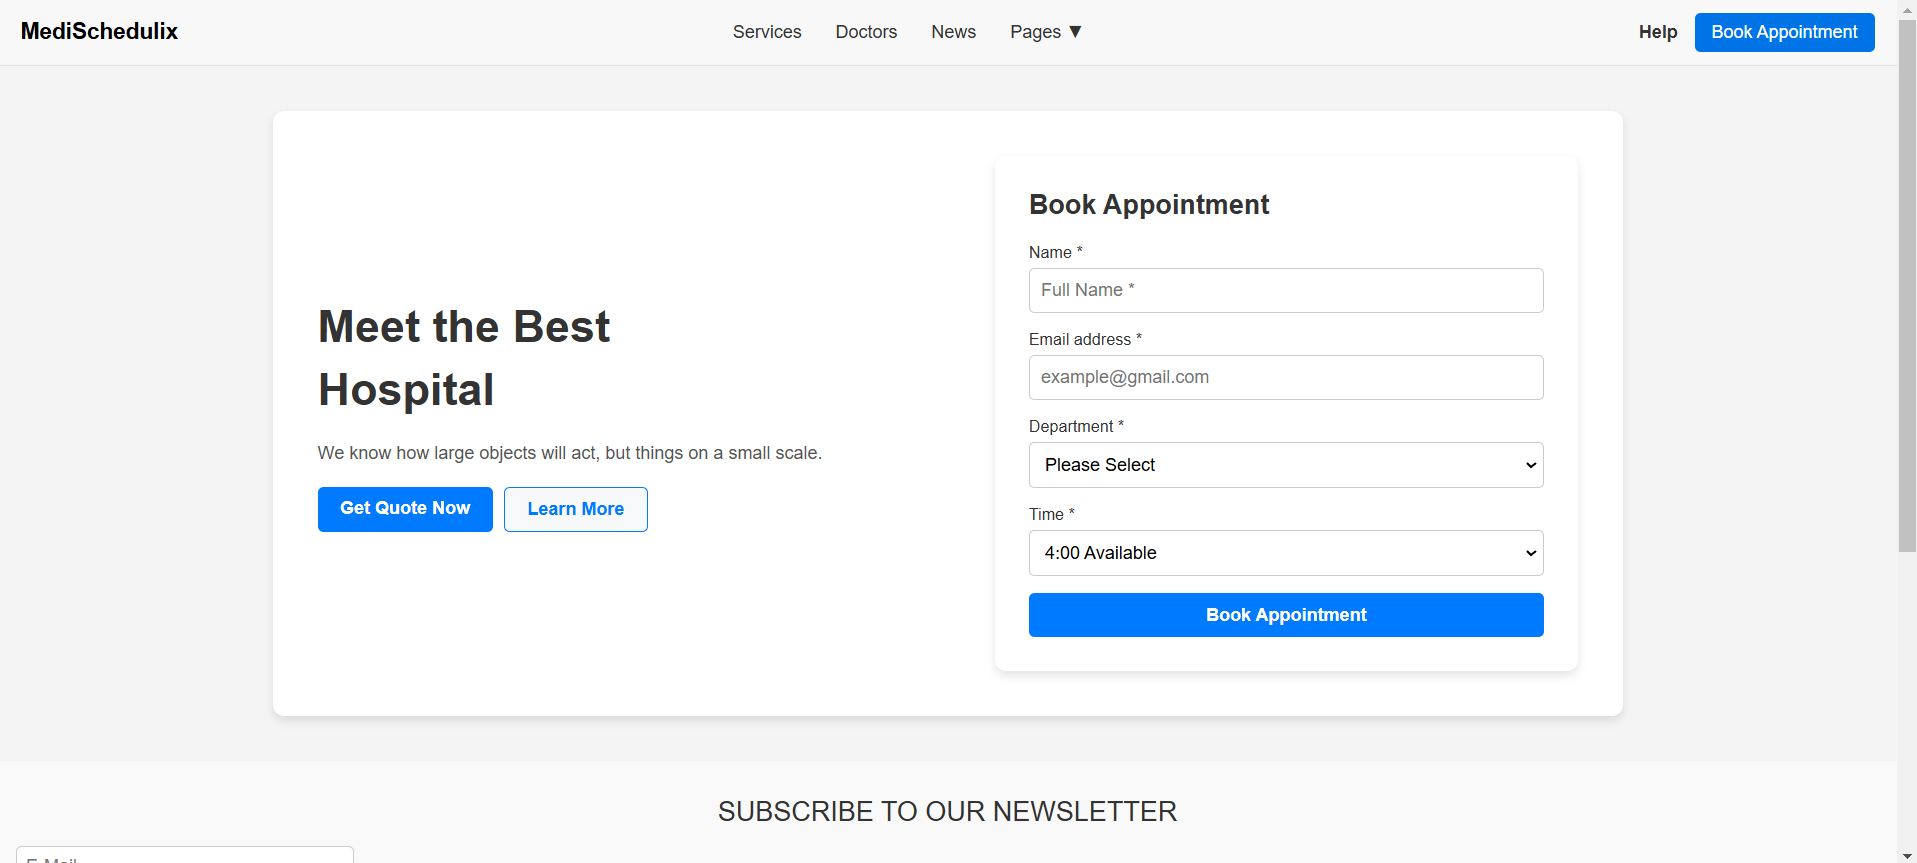 MediSchedulix
Services
Doctors
News
Pages ▼
Help
Book Appointment
Meet the Best
Hospital
We know how large objects will act, but things on a small scale.
Get Quote Now
Learn More
Book Appointment
Name *
Full Name *
Email address *
example@gmail.com
Department *
Please Select
Time *
4:00 Available
Book Appointment
SUBSCRIBE TO OUR NEWSLETTER
E-Mail